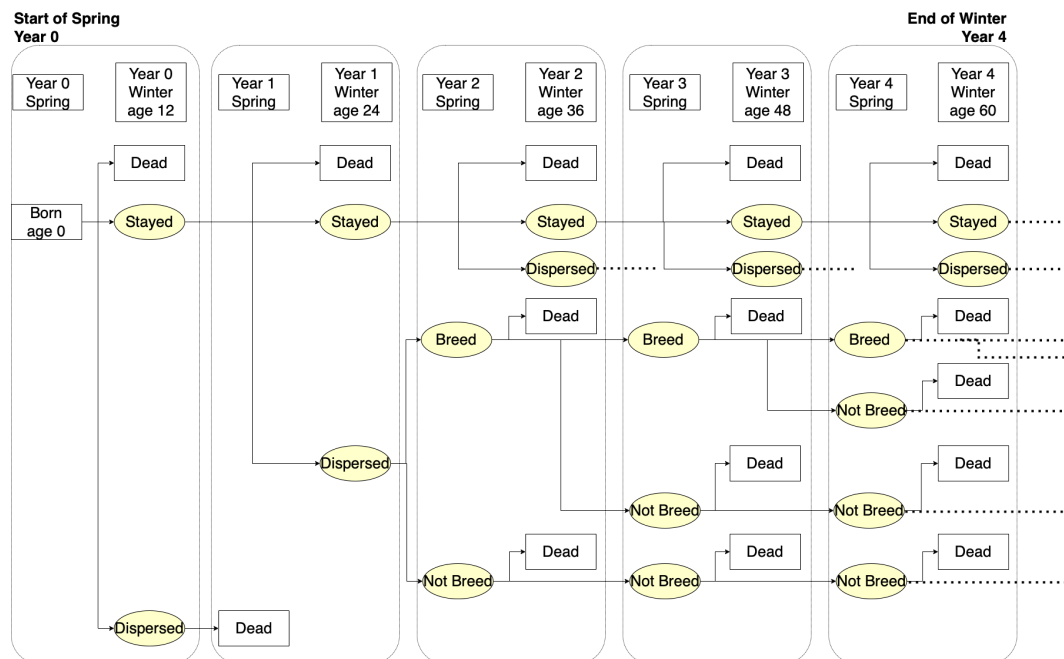 Start of Spring
Year 0
End of Winter
Year 4
Year 0
Spring
Year 0
Winter
age 12
Year 1
Spring
Year 1
Winter
age 24
Year 2
Spring
Year 2
Winter
age 36
Year 3
Spring
Year 3
Winter
age 48
Year 4
Spring
Year 4
Winter
age 60
Dead
Dead
Dead
Dead
Dead
Born
age 0
Stayed
Stayed
Stayed
Stayed
Stayed
Dispersed
Dispersed
Dispersed
Dead
Dead
Dead
Breed
Breed
Breed
Dead
Not Breed
Dispersed
Dead
Dead
Not Breed
Not Breed
Dead
Dead
Dead
Not Breed
Not Breed
Not Breed
Dispersed
Dead